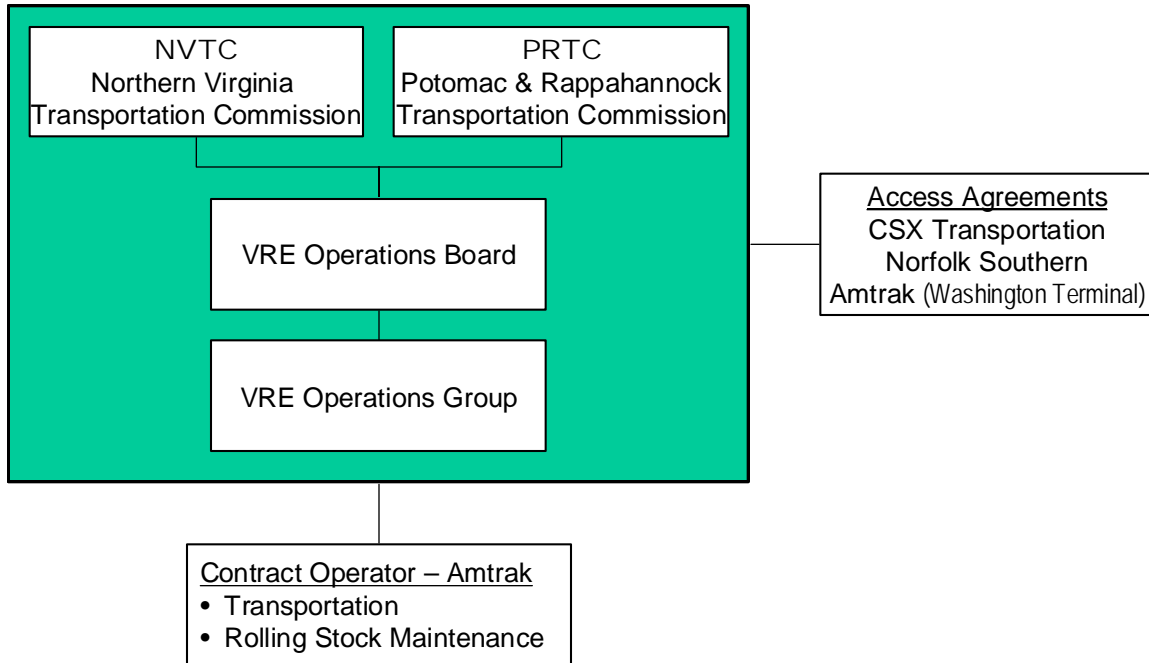 NVTC
Northern Virginia
Transportation Commission
PRTC
Potomac & Rappahannock
Transportation Commission
VRE Operations Board
VRE Operations Group
Access Agreements
CSX Transportation
Norfolk Southern
Amtrak (Washington Terminal)
Contract Operator – Amtrak
• Transportation
• Rolling Stock Maintenance